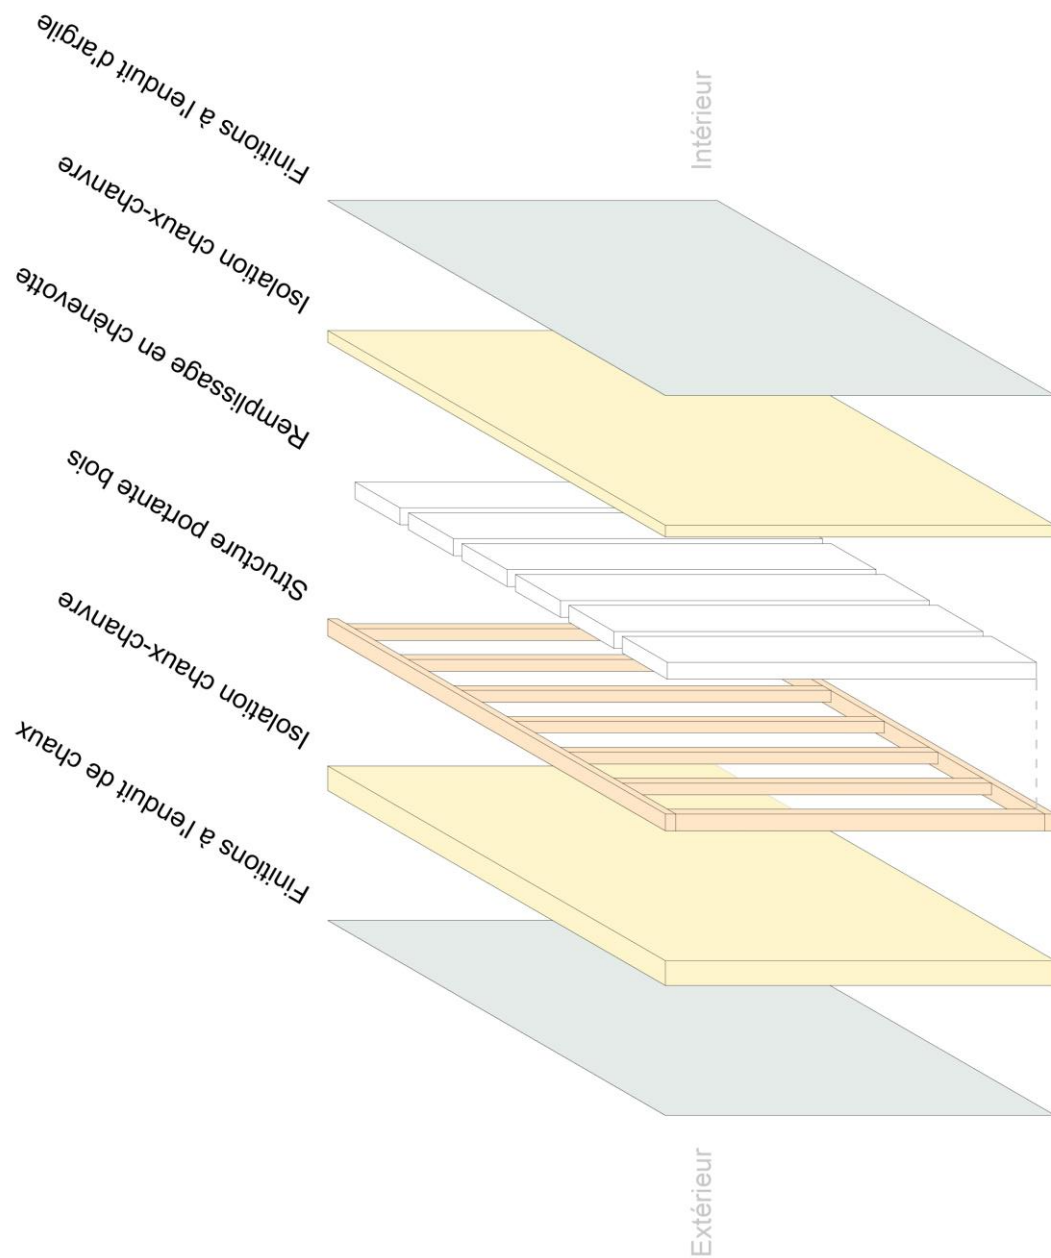 Intérieur
Finitions à l'enduit d'argile
Isolation chaux-chanvre
Remplissage en chènevotte
Structure portante bois
Isolation chaux-chanvre
Finitions à l'enduit de chaux
Extérieur